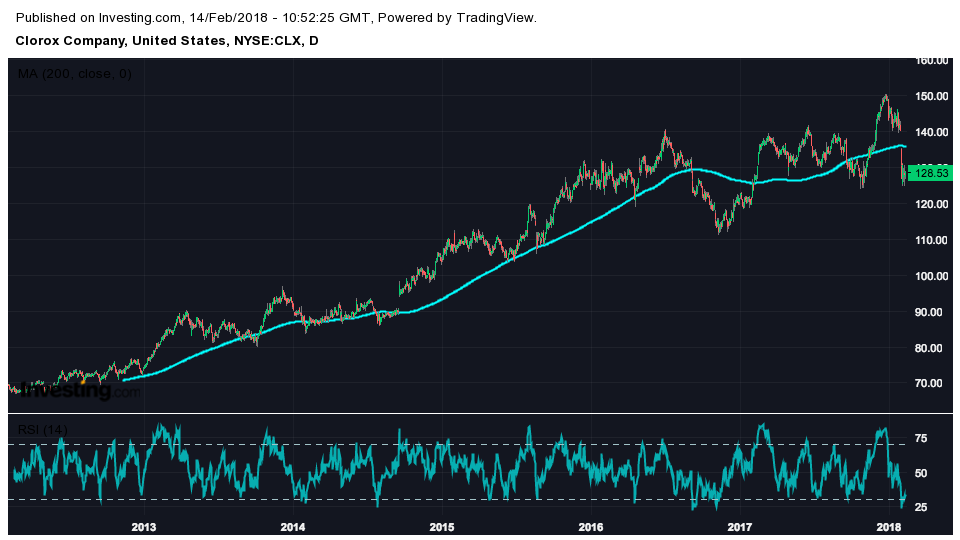 Published on Investing.com, 14/Feb/2018 - 10:52:25 GMT, Powered by TradingView.
Clorox Company, United States, NYSE:CLX, D
MA (200, close, 0)
160.00
150.00
140.00
130.00
128.53
120.00
110.00
100.00
90.00
80.00
70.00
Investing.com
RSI (14)
75
50
25
2013 2014 2015 2016 2017 2018